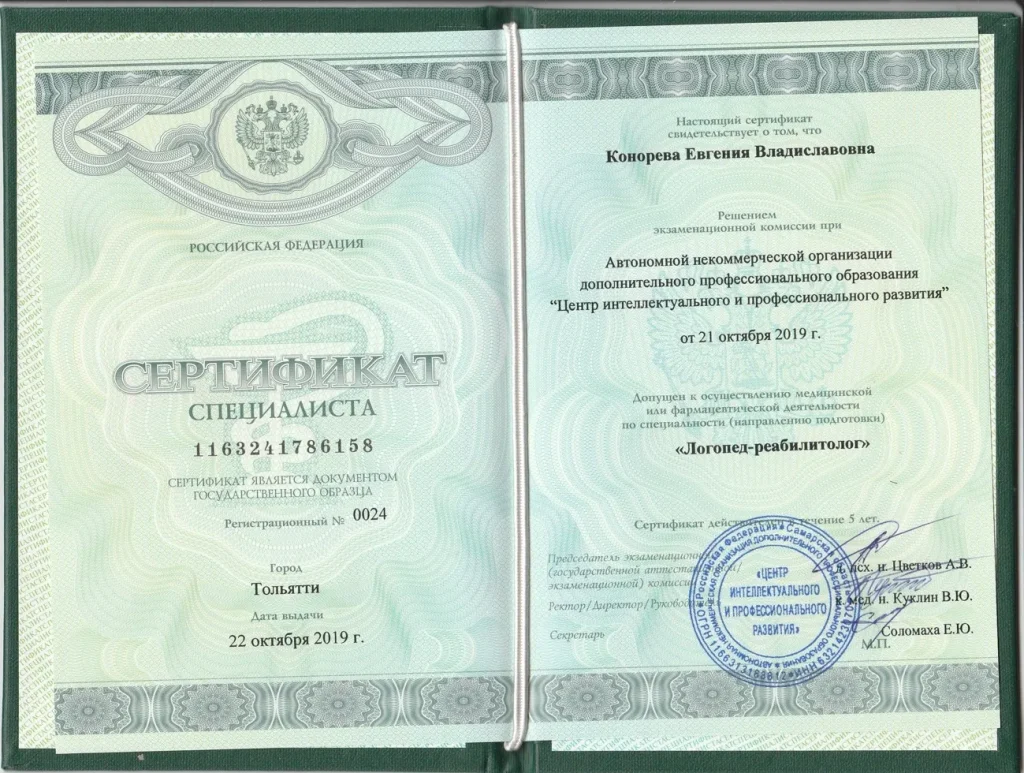 РОССИЙСКАЯ ФЕДЕРАЦИЯ
СЕРТИФИКАТ
СПЕЦИАЛИСТА
1163241786158
СЕРТИФИКАТ ЯВЛЯЕТСЯ ДОКУМЕНТОМ
ГОСУДАРСТВЕННОГО ОБРАЗЦА
Регистрационный № 0024
Город
Тольятти
Дата выдачи
22 октября 2019 г.
Настоящий сертификат
свидетельствует о том, что
Конорева Евгения Владиславовна
Решением
экзаменационной комиссии при
Автономной некоммерческой организации
дополнительного профессионального образования
“Центр интеллектуального и профессионального развития”
от 21 октября 2019 г.
Допущен к осуществлению медицинской
или фармацевтической деятельности
по специальности (направлению подготовки)
«Логопед-реабилитолог»
Сертификат действителен в течение 5 лет.
Председатель экзаменационной
(государственной
экзаменационной) комиссии
псх. н. Цветков А.В.
Ректор/Директор/Руководитель
к. мед. н. Куклин В.Ю.
Секретарь
Соломаха Е.Ю.
М.П.
«ЦЕНТР
ИНТЕЛЛЕКТУАЛЬНОГО
И ПРОФЕССИОНАЛЬНОГО
РАЗВИТИЯ»